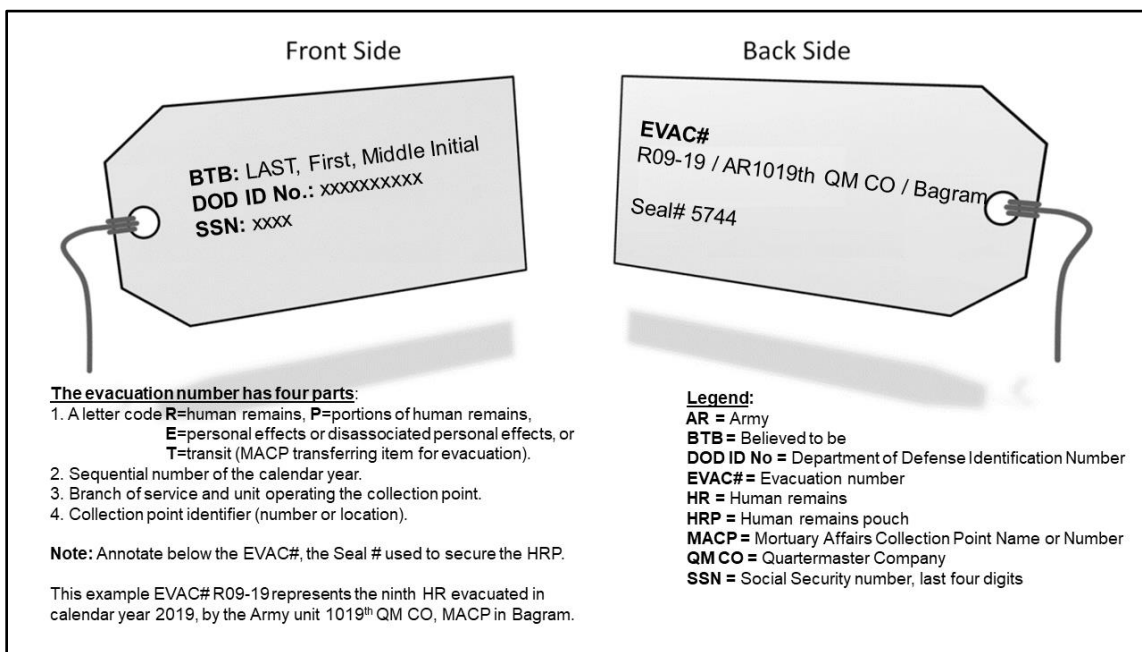 Front Side
BTB: LAST, First, Middle Initial
DOD ID No.: xxxxxxxxxx
SSN: xxxx
Back Side
EVAC#
R09-19 / AR1019th QM CO / Bagram
Seal# 5744
The evacuation number has four parts:
1. A letter code R=human remains, P=portions of human remains,
E=personal effects or disassociated personal effects, or
T=transit (MACP transferring item for evacuation).
2. Sequential number of the calendar year.
3. Branch of service and unit operating the collection point.
4. Collection point identifier (number or location).
Note: Annotate below the EVAC#, the Seal # used to secure the HRP.
This example EVAC# R09-19 represents the ninth HR evacuated in
calendar year 2019, by the Army unit 1019th QM CO, MACP in Bagram.
Legend:
AR = Army
BTB = Believed to be
DOD ID No = Department of Defense Identification Number
EVAC# = Evacuation number
HR = Human remains
HRP = Human remains pouch
MACP = Mortuary Affairs Collection Point Name or Number
QM CO = Quartermaster Company
SSN = Social Security number, last four digits